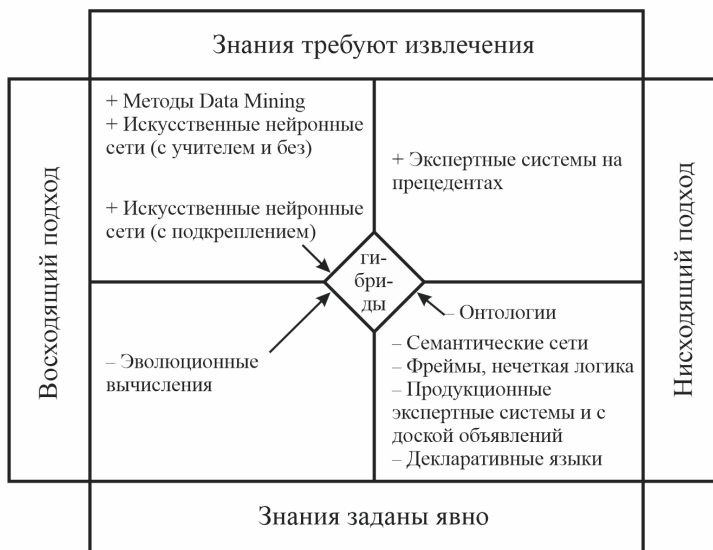 Знания требуют извлечения
Восходящий подход
+ Методы Data Mining
+ Искусственные нейронные
сети (с учителем и без)
+ Искусственные нейронные
сети (с подкреплением)
+ Экспертные системы на
прецедентах
ги-
бри-
ды
– Эволюционные
вычисления
– Онтологии
– Семантические сети
– Фреймы, нечеткая логика
– Продукционные
экспертные системы и с
доской объявлений
– Декларативные языки
Нисходящий подход
Знания заданы явно